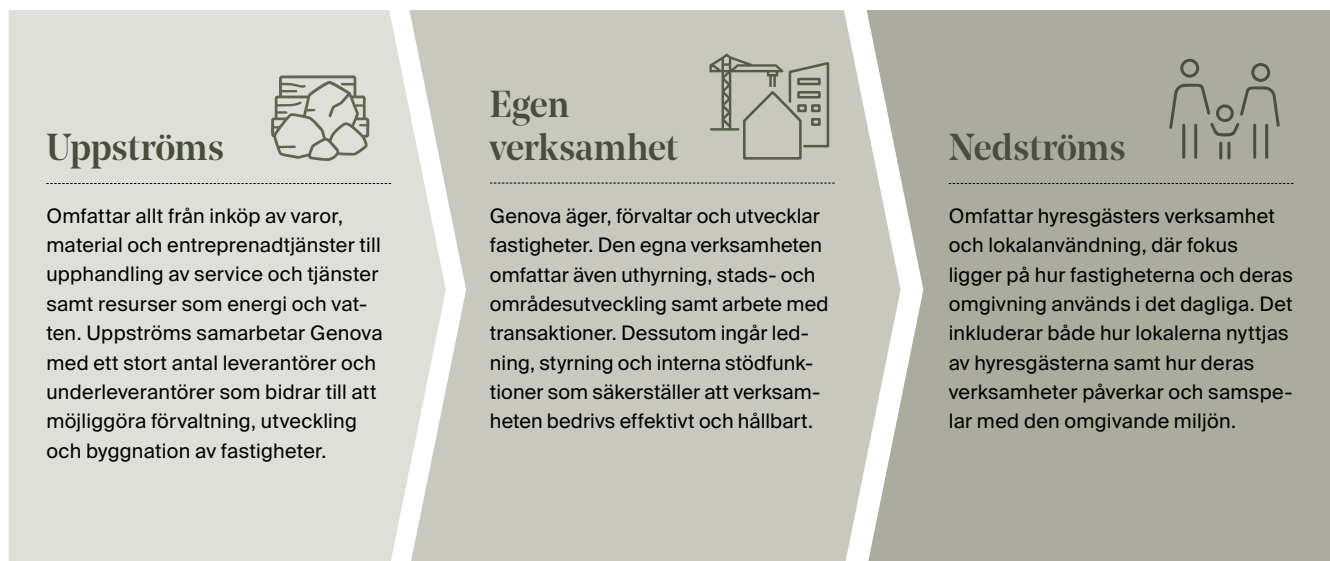 Uppströms
Omfattar allt från inköp av varor,
material och entreprenadtjänster till
upphandling av service och tjänster
samt resurser som energi och vat-
ten. Uppströms samarbetar Genova
med ett stort antal leverantörer och
underleverantörer som bidrar till att
möjliggöra förvaltning, utveckling
och byggnation av fastigheter.
Egen
verksamhet
Genova äger, förvaltar och utvecklar
fastigheter. Den egna verksamheten
omfattar även uthyrning, stads- och
områdesutveckling samt arbete med
transaktioner. Dessutom ingår led-
ning, styrning och interna stödfunk-
tioner som säkerställer att verksam-
heten bedrivs effektivt och hållbart.
Nedströms
Omfattar hyresgästers verksamhet
och lokalanvändning, där fokus
ligger på hur fastigheterna och deras
omgivning används i det dagliga. Det
inkluderar både hur lokalerna nyttjas
av hyresgästerna samt hur deras
verksamheter påverkar och samspe-
lar med den omgivande miljön.